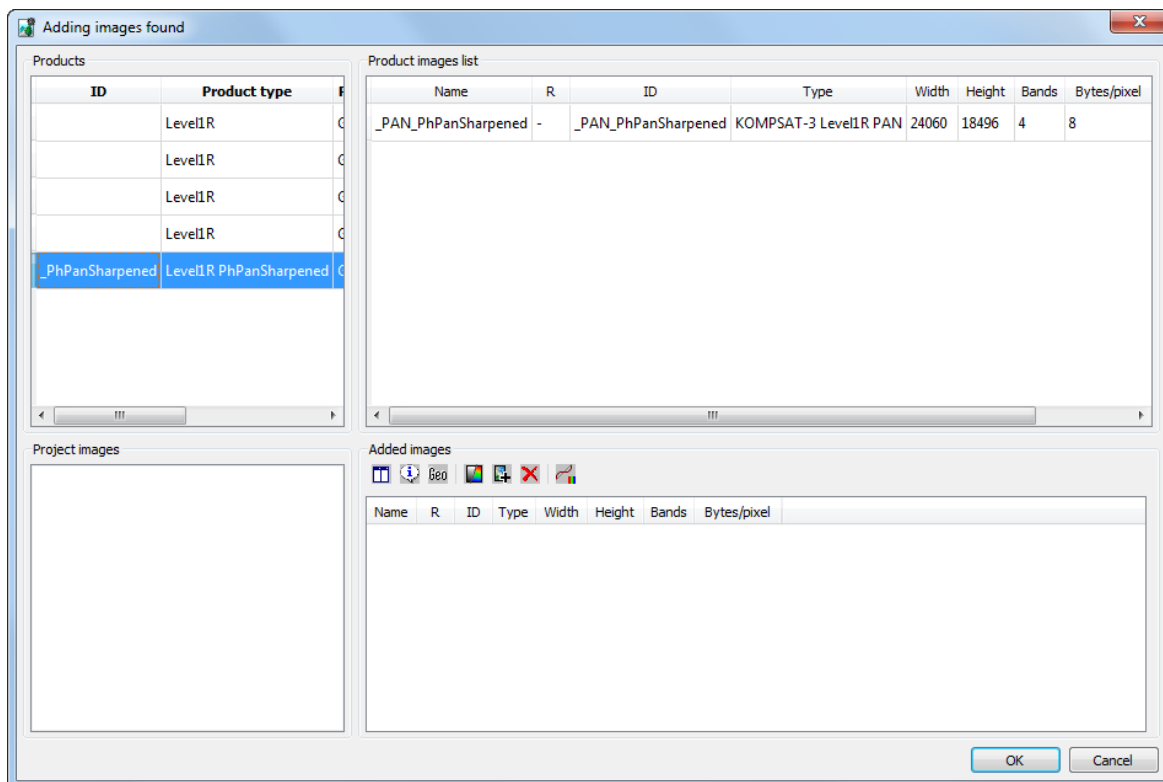 Adding images found
Products
ID Product type
Level1R
Level1R
Level1R
Level1R
_PhPanSharpened Level1R PhPanSharpened
Product images list
Name R ID Type Width Height Bands Bytes/pixel
_PAN_PhPanSharpened - _PAN_PhPanSharpened KOMPSAT-3 Level1R PAN 24060 18496 4 8
Project images
Added images
Geo
Name R ID Type Width Height Bands Bytes/pixel
OK Cancel